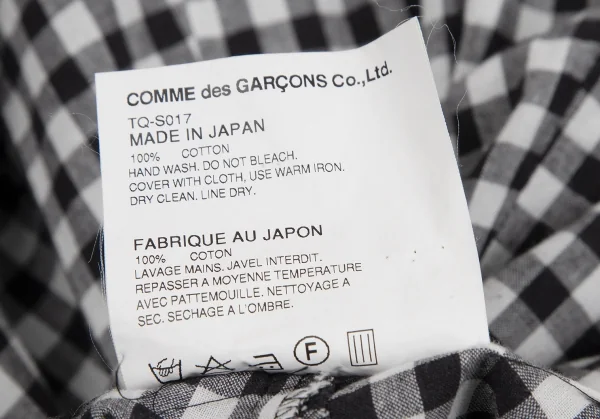 COMME des GARÇONS Co.,Ltd.
TQ-S017
MADE IN JAPAN
100% COTTON
HAND WASH. DO NOT BLEACH.
COVER WITH CLOTH, USE WARM IRON.
DRY CLEAN. LINE DRY.
FABRIQUE AU JAPON
100% COTON
LAVAGE MAINS. JAVEL INTERDIT.
REPASSER A MOYENNE TEMPERATURE
AVEC PATTEMOUILLE. NETTOYAGE A
SEC. SECHAGE A L'OMBRE.
F